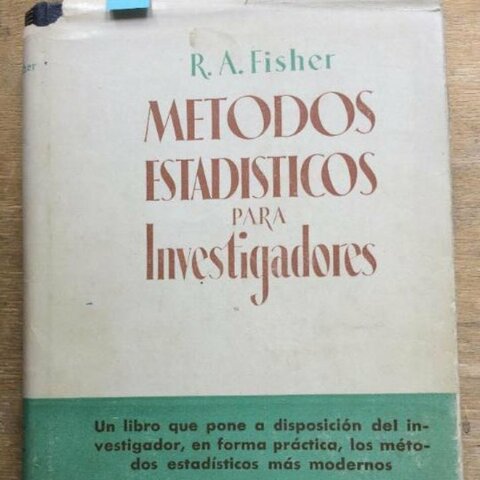 R. A. Fisher
METODOS
ESTADISTICOS
PARA
Investigadores
Un libro que pone a disposición del in-
vestigador, en forma práctica, los méto-
dos estadísticos más modernos